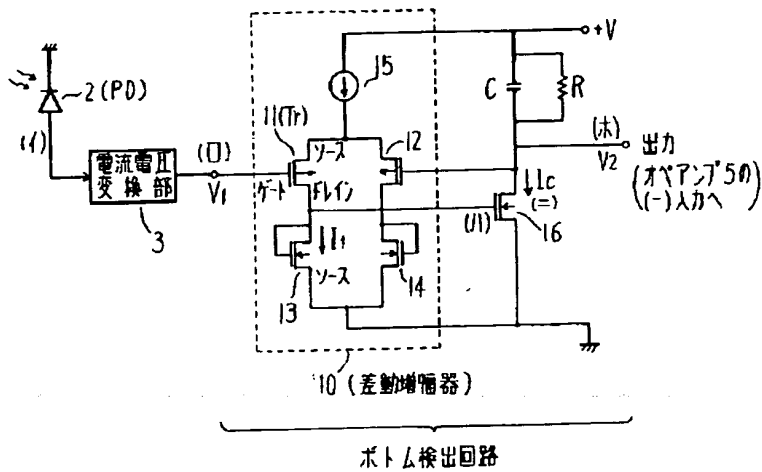 +V
15
2(PD)
11(Tr)
ソース
12
C
R
(イ)
(ロ)
(ホ)
出力
電流電圧
変換部
V1
ゲート
ドレイン
V2
(オペアンプ5の
(-)入力へ)
Ic
(ニ)
3
(ハ)
16
I1
ソース
13
14
10(差動増幅器)
ボトム検出回路